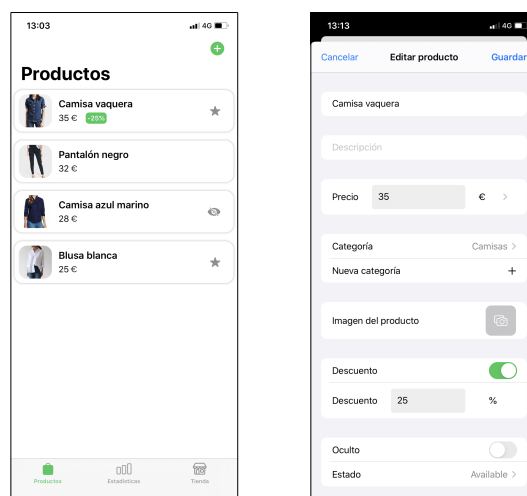 13:03
4G
Productos
Camisa vaquera
35 € -25%
Pantalón negro
32 €
Camisa azul marino
28 €
Blusa blanca
25 €
Productos Estadísticas Tienda
13:13
4G
Cancelar Editar producto Guardar
Camisa vaquera
Descripción
Precio 35 € >
Categoría Camisas >
Nueva categoría +
Imagen del producto
Descuento
Descuento 25 %
Oculto
Estado Available >